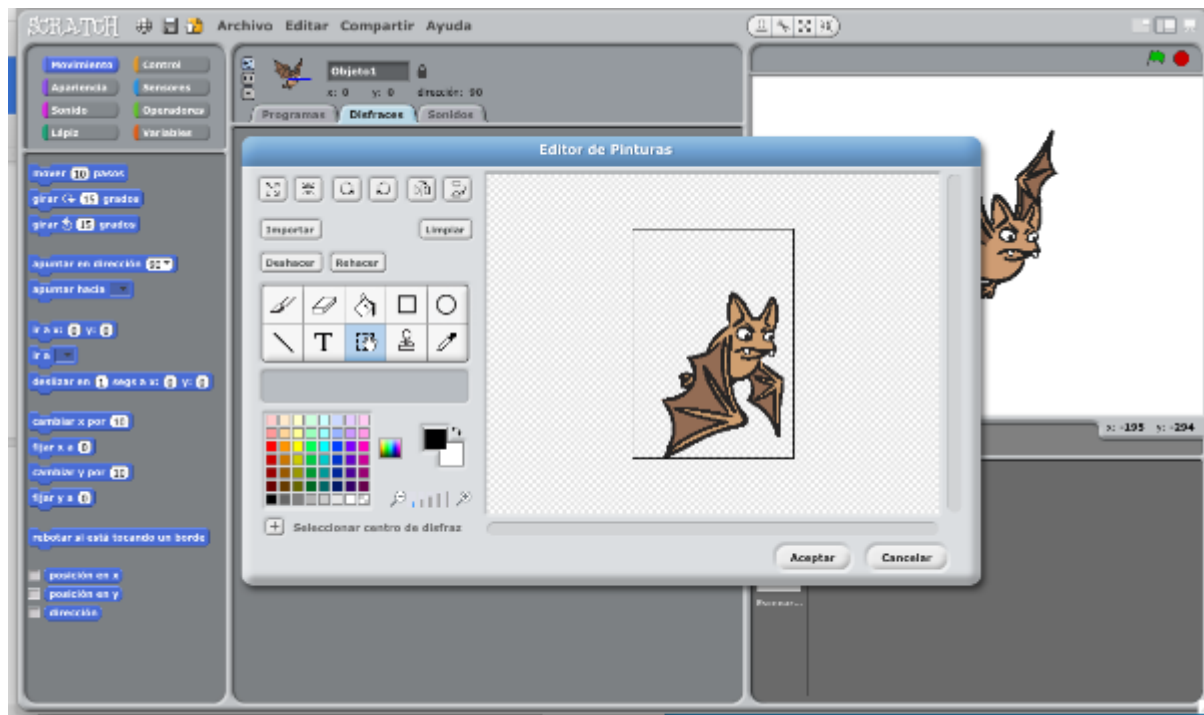 SCRATCH Archivo Editar Compartir Ayuda
Movimiento Control
Apariencia Sensores
Sonido Operadores
Lápiz Variables
Objeto1
x: 0 y: 0 dirección: 90
Programas Disfraces Sonidos
mover 10 pasos
girar 15 grados
girar 15 grados
apuntar en dirección 90
apuntar hacia
ir a x: 0 y: 0
ir a
deslizar en 1 segs a x: 0 y: 0
cambiar x por 10
fijar x a 0
cambiar y por 10
fijar y a 0
rebotar si está tocando un borde
posición en x
posición en y
dirección
Editor de Pinturas
Importar Limpiar
Deshacer Rehacer
T
Seleccionar centro de disfraz
Aceptar Cancelar
x: -195 y: -294